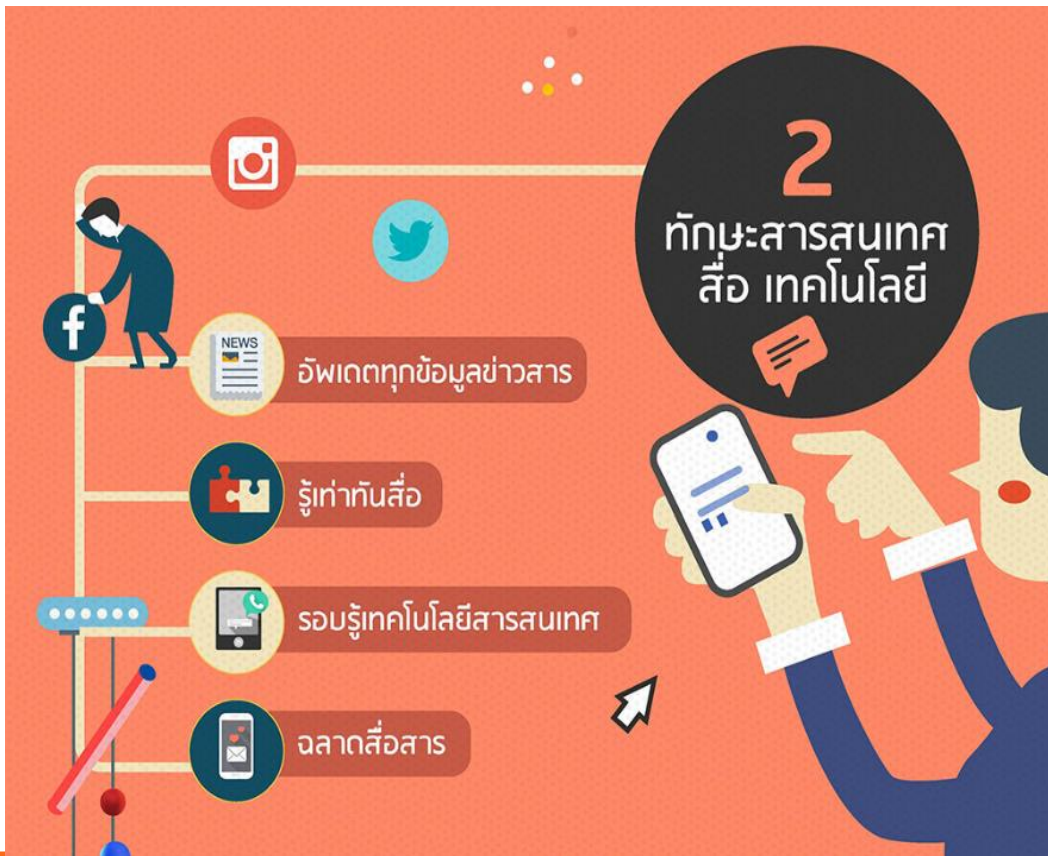 2
ทักษะสารสนเทศ
สื่อ เทคโนโลยี
NEWS
อัพเดตทุกข้อมูลข่าวสาร
รู้เท่าทันสื่อ
รอบรู้เทคโนโลยีสารสนเทศ
ฉลาดสื่อสาร